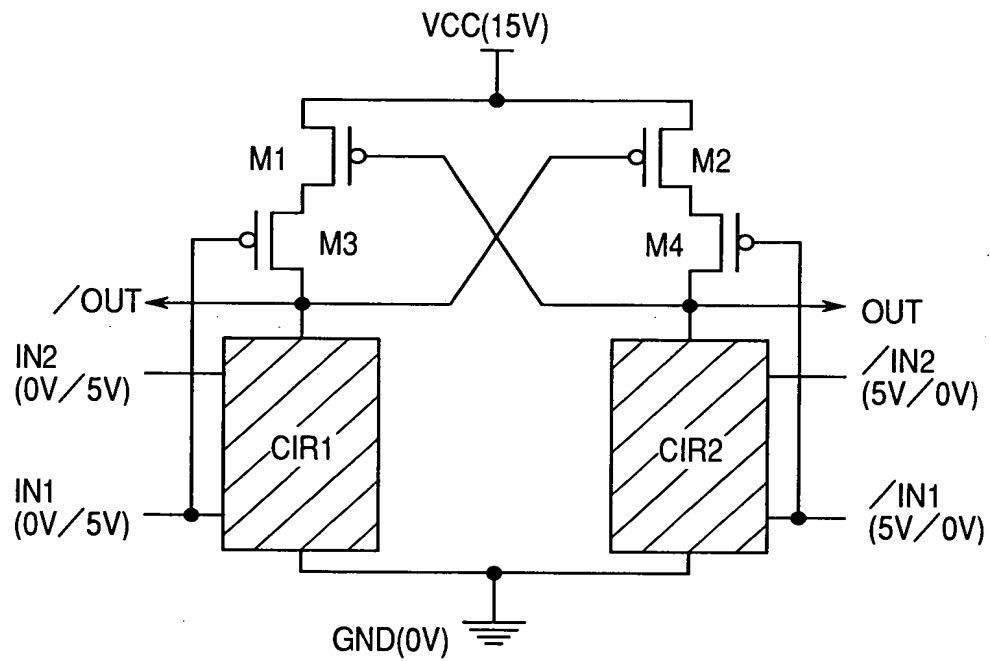 VCC(15V)
M1
M2
M3
M4
/OUT
OUT
IN2
(0V/5V)
/IN2
(5V/0V)
CIR1
CIR2
IN1
(0V/5V)
/IN1
(5V/0V)
GND(0V)